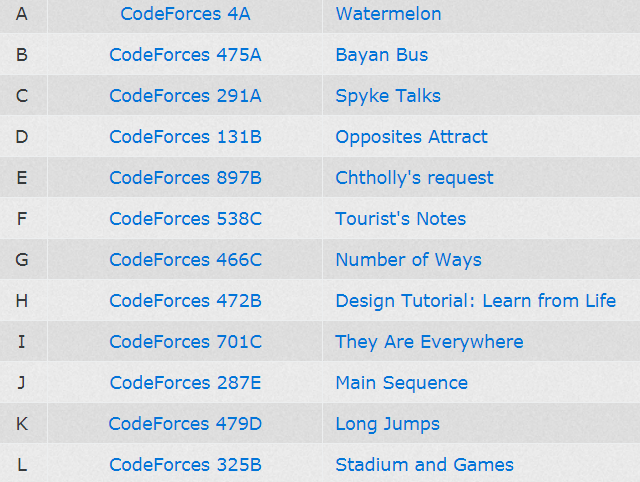 A CodeForces 4A Watermelon
B CodeForces 475A Bayan Bus
C CodeForces 291A Spyke Talks
D CodeForces 131B Opposites Attract
E CodeForces 897B Chtholly's request
F CodeForces 538C Tourist's Notes
G CodeForces 466C Number of Ways
H CodeForces 472B Design Tutorial: Learn from Life
I CodeForces 701C They Are Everywhere
J CodeForces 287E Main Sequence
K CodeForces 479D Long Jumps
L CodeForces 325B Stadium and Games